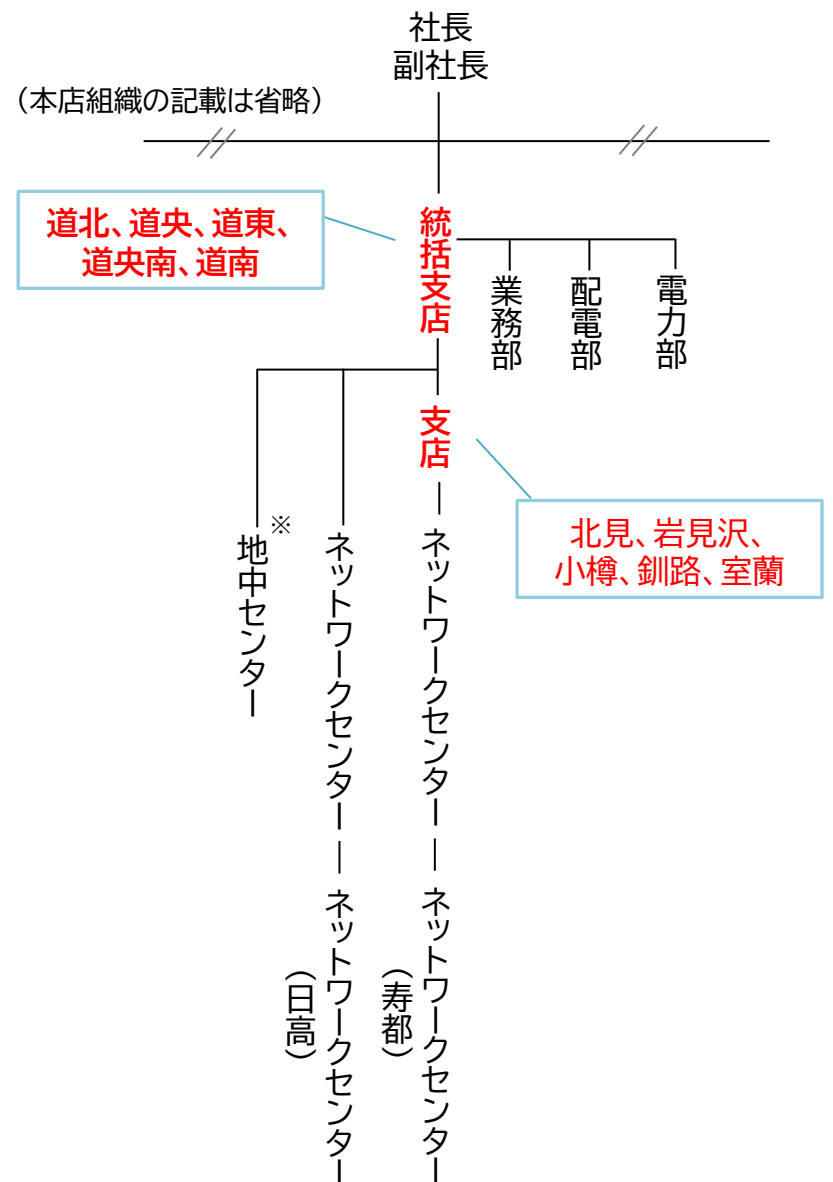 社長
副社長
（本店組織の記載は省略）
道北、道央、道東、
道央南、道南
統括支店
業務部
配電部
電力部
支店
北見、岩見沢、
小樽、釧路、室蘭
※
地中センター
ネットワークセンター
ネットワークセンター
ネットワークセンター
（日高）
ネットワークセンター
（寿都）